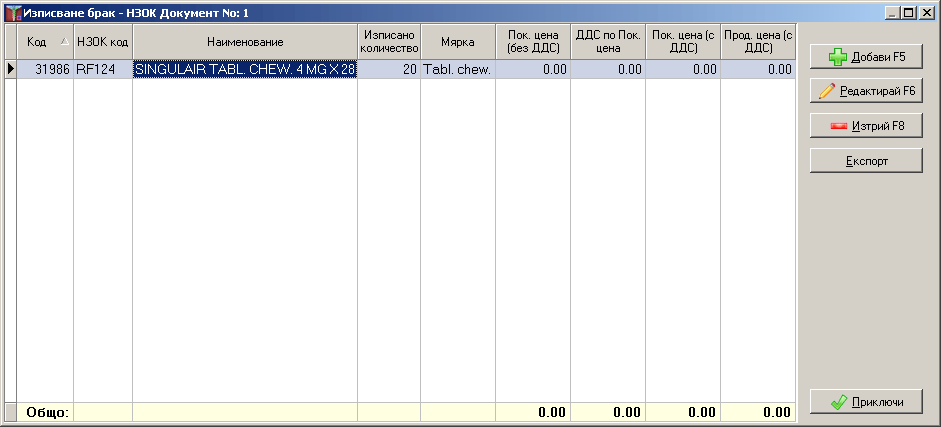 Изписване брак - НЗОК Документ No: 1
Код НЗОК код Наименование Изписано количество Мярка Пок. цена (без ДДС) ДДС по Пок. цена Пок. цена (с ДДС) Прод. цена (с ДДС)
31986 RF124 SINGULAIR TABL. CHEW. 4 MG X 28 20 Tabl. chew. 0.00 0.00 0.00 0.00
Общо: 0.00 0.00 0.00 0.00
Добави F5
Редактирай F6
Изтрий F8
Експорт
Приключи